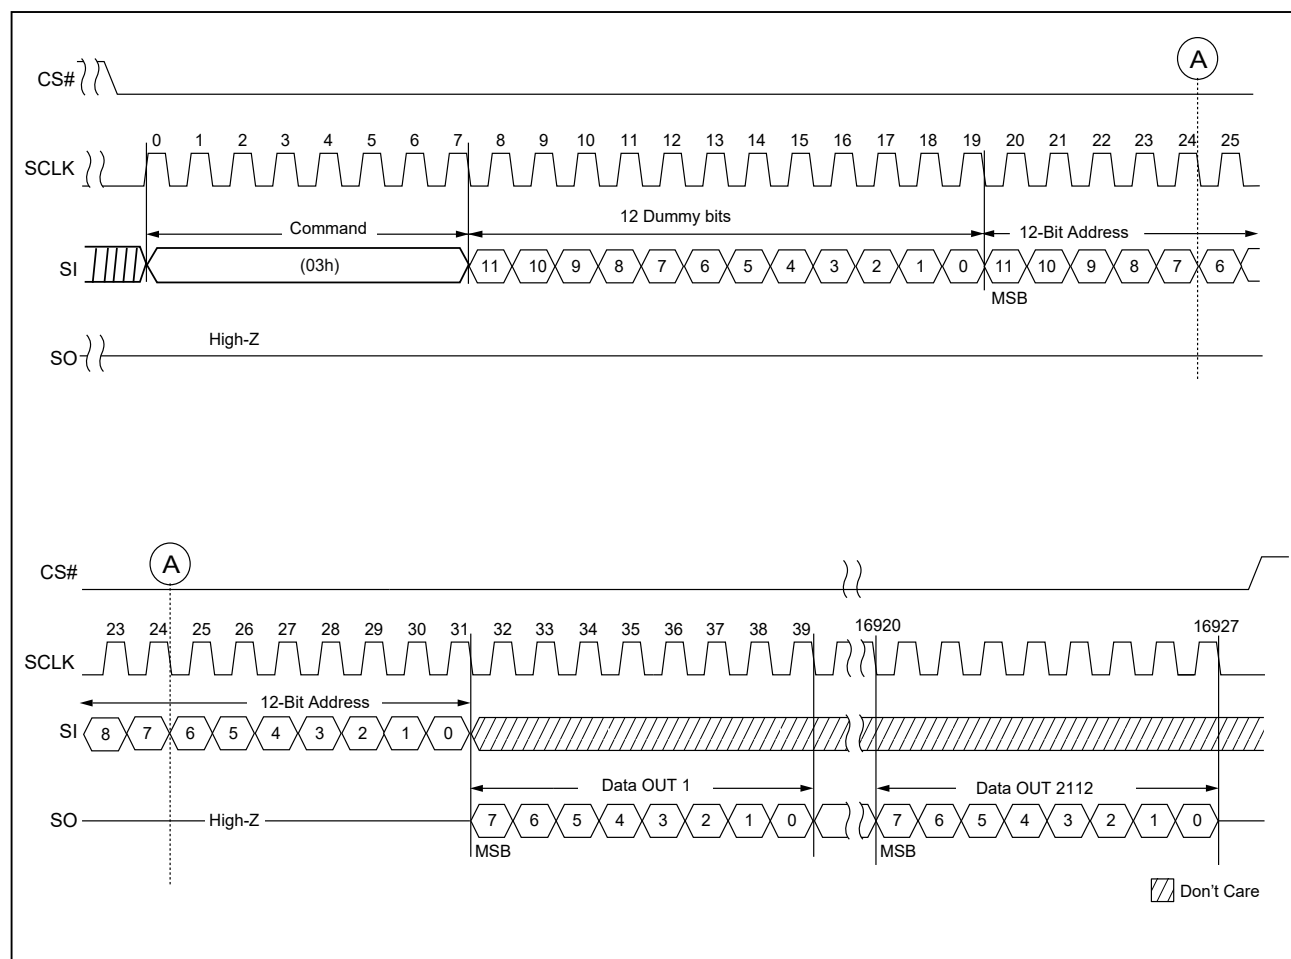 A
CS#
0 1 2 3 4 5 6 7 8 9 10 11 12 13 14 15 16 17 18 19 20 21 22 23 24 25
SCLK
Command 12 Dummy bits 12-Bit Address
SI (03h) 11 10 9 8 7 6 5 4 3 2 1 0 11 10 9 8 7 6
MSB
High-Z
SO
A
CS#
23 24 25 26 27 28 29 30 31 32 33 34 35 36 37 38 39 16920 16927
SCLK
12-Bit Address
SI 8 7 6 5 4 3 2 1 0
Data OUT 1 Data OUT 2112
SO High-Z 7 6 5 4 3 2 1 0 7 6 5 4 3 2 1 0
MSB MSB
Don't Care